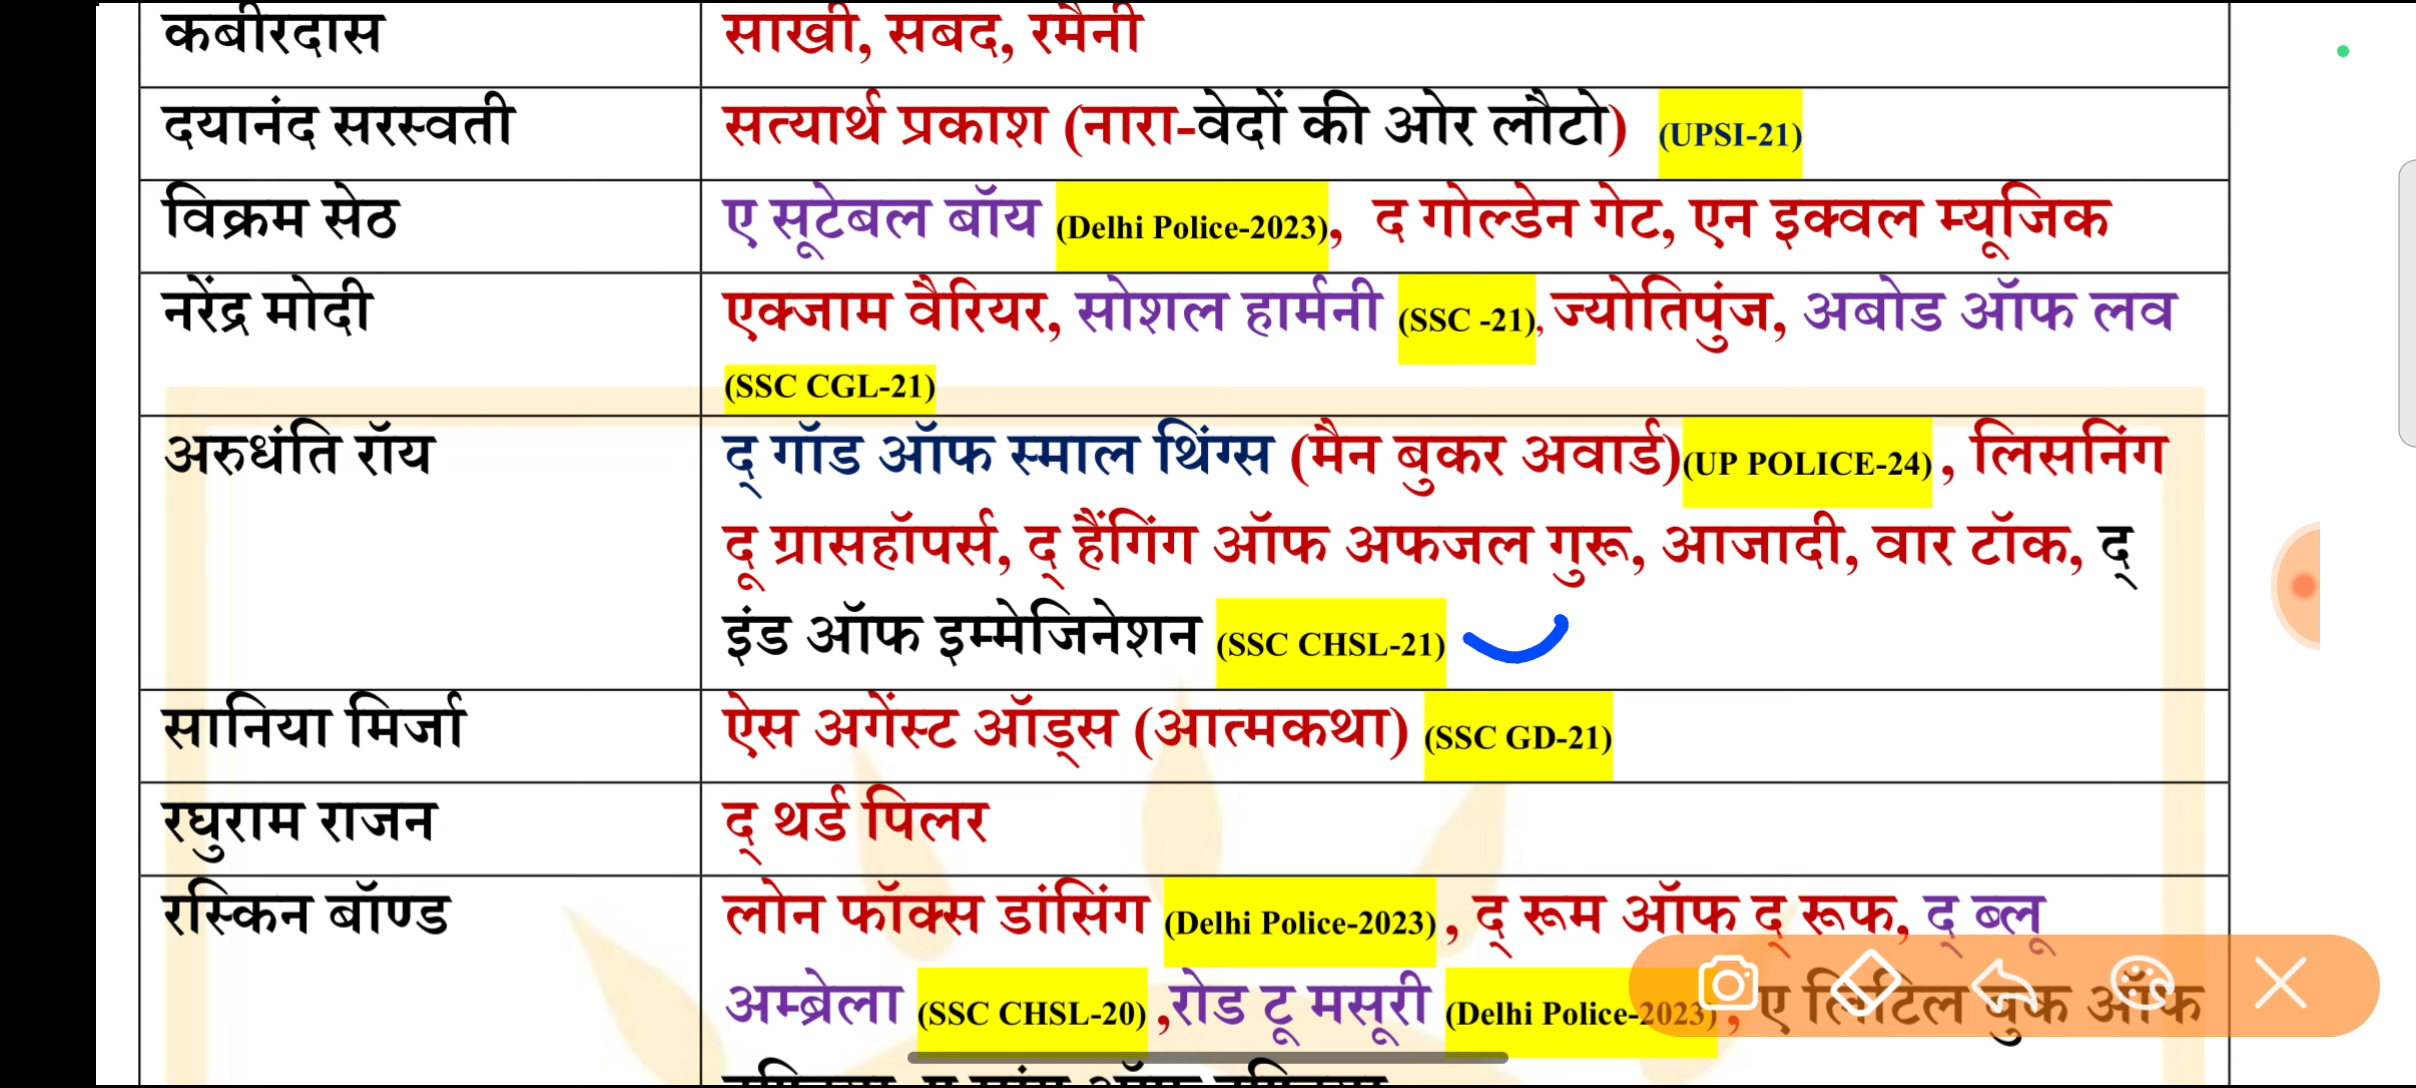 कबीरदास साखी, सबद, रमैनी
दयानंद सरस्वती सत्यार्थ प्रकाश (नारा-वेदों की ओर लौटो) (UPSI-21)
विक्रम सेठ ए सूटेबल बॉय (Delhi Police-2023), द गोल्डेन गेट, एन इक्वल म्यूजिक
नरेंद्र मोदी एक्जाम वैरियर, सोशल हार्मनी (SSC -21), ज्योतिपुंज, अबोड ऑफ लव
(SSC CGL-21)
अरुधंति रॉय द् गॉड ऑफ स्माल थिंग्स (मैन बुकर अवार्ड)(UP POLICE-24) , लिसनिंग
दू ग्रासहॉपर्स, द् हैंगिंग ऑफ अफजल गुरू, आजादी, वार टॉक, द्
इंड ऑफ इम्मेजिनेशन (SSC CHSL-21)
सानिया मिर्जा ऐस अगेंस्ट ऑड्स (आत्मकथा) (SSC GD-21)
रघुराम राजन द् थर्ड पिलर
रस्किन बॉण्ड लोन फॉक्स डांसिंग (Delhi Police-2023) , द् रूम ऑफ द् रूफ, द् ब्लू
अम्ब्रेला (SSC CHSL-20) ,रोड टू मसूरी (Delhi Police-2023) , ए लिटिल बुक ऑफ